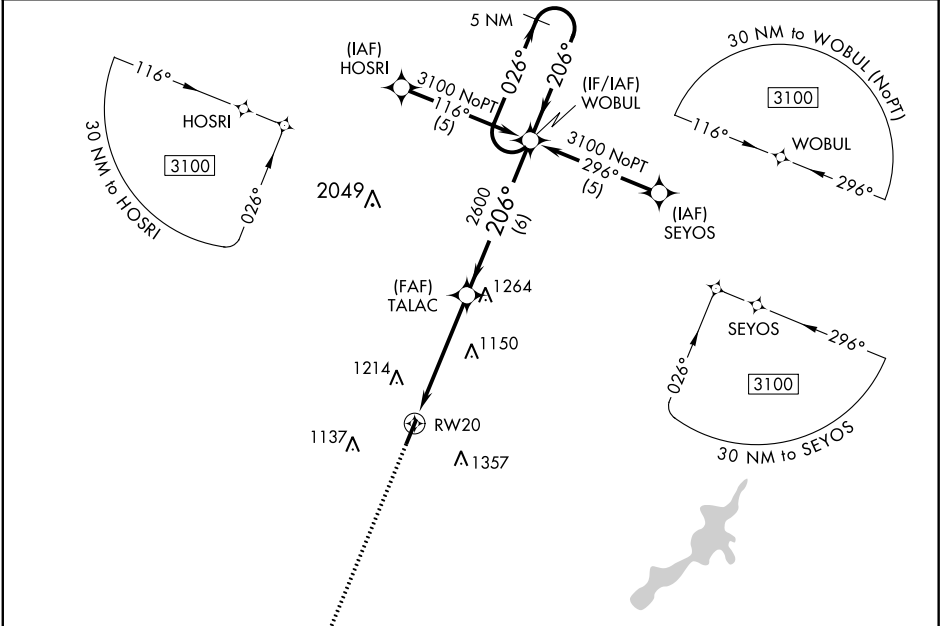 5 NM
026°
206°
(IAF)
HOSRI
3100 NoPT
116°
(5)
(IF/IAF)
WOBUL
3100 NoPT
296°
(5)
(IAF)
SEYOS
116°
HOSRI
3100
026°
30 NM to HOSRI
30 NM to WOBUL (NoPT)
3100
116°
WOBUL
296°
2049
2600
206°
(6)
(FAF)
TALAC
1264
1150
1214
RW20
1137
1357
SEYOS
296°
026°
3100
30 NM to SEYOS